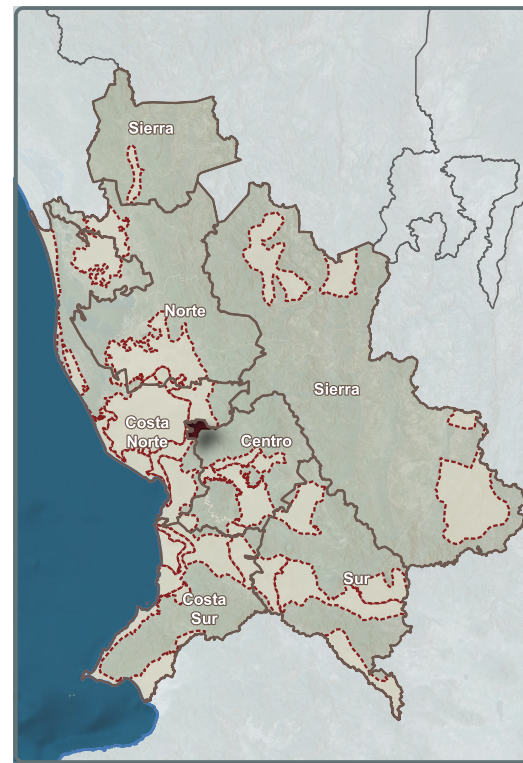 Sierra
Norte
Sierra
Costa
Norte
Centro
Sur
Costa
Sur